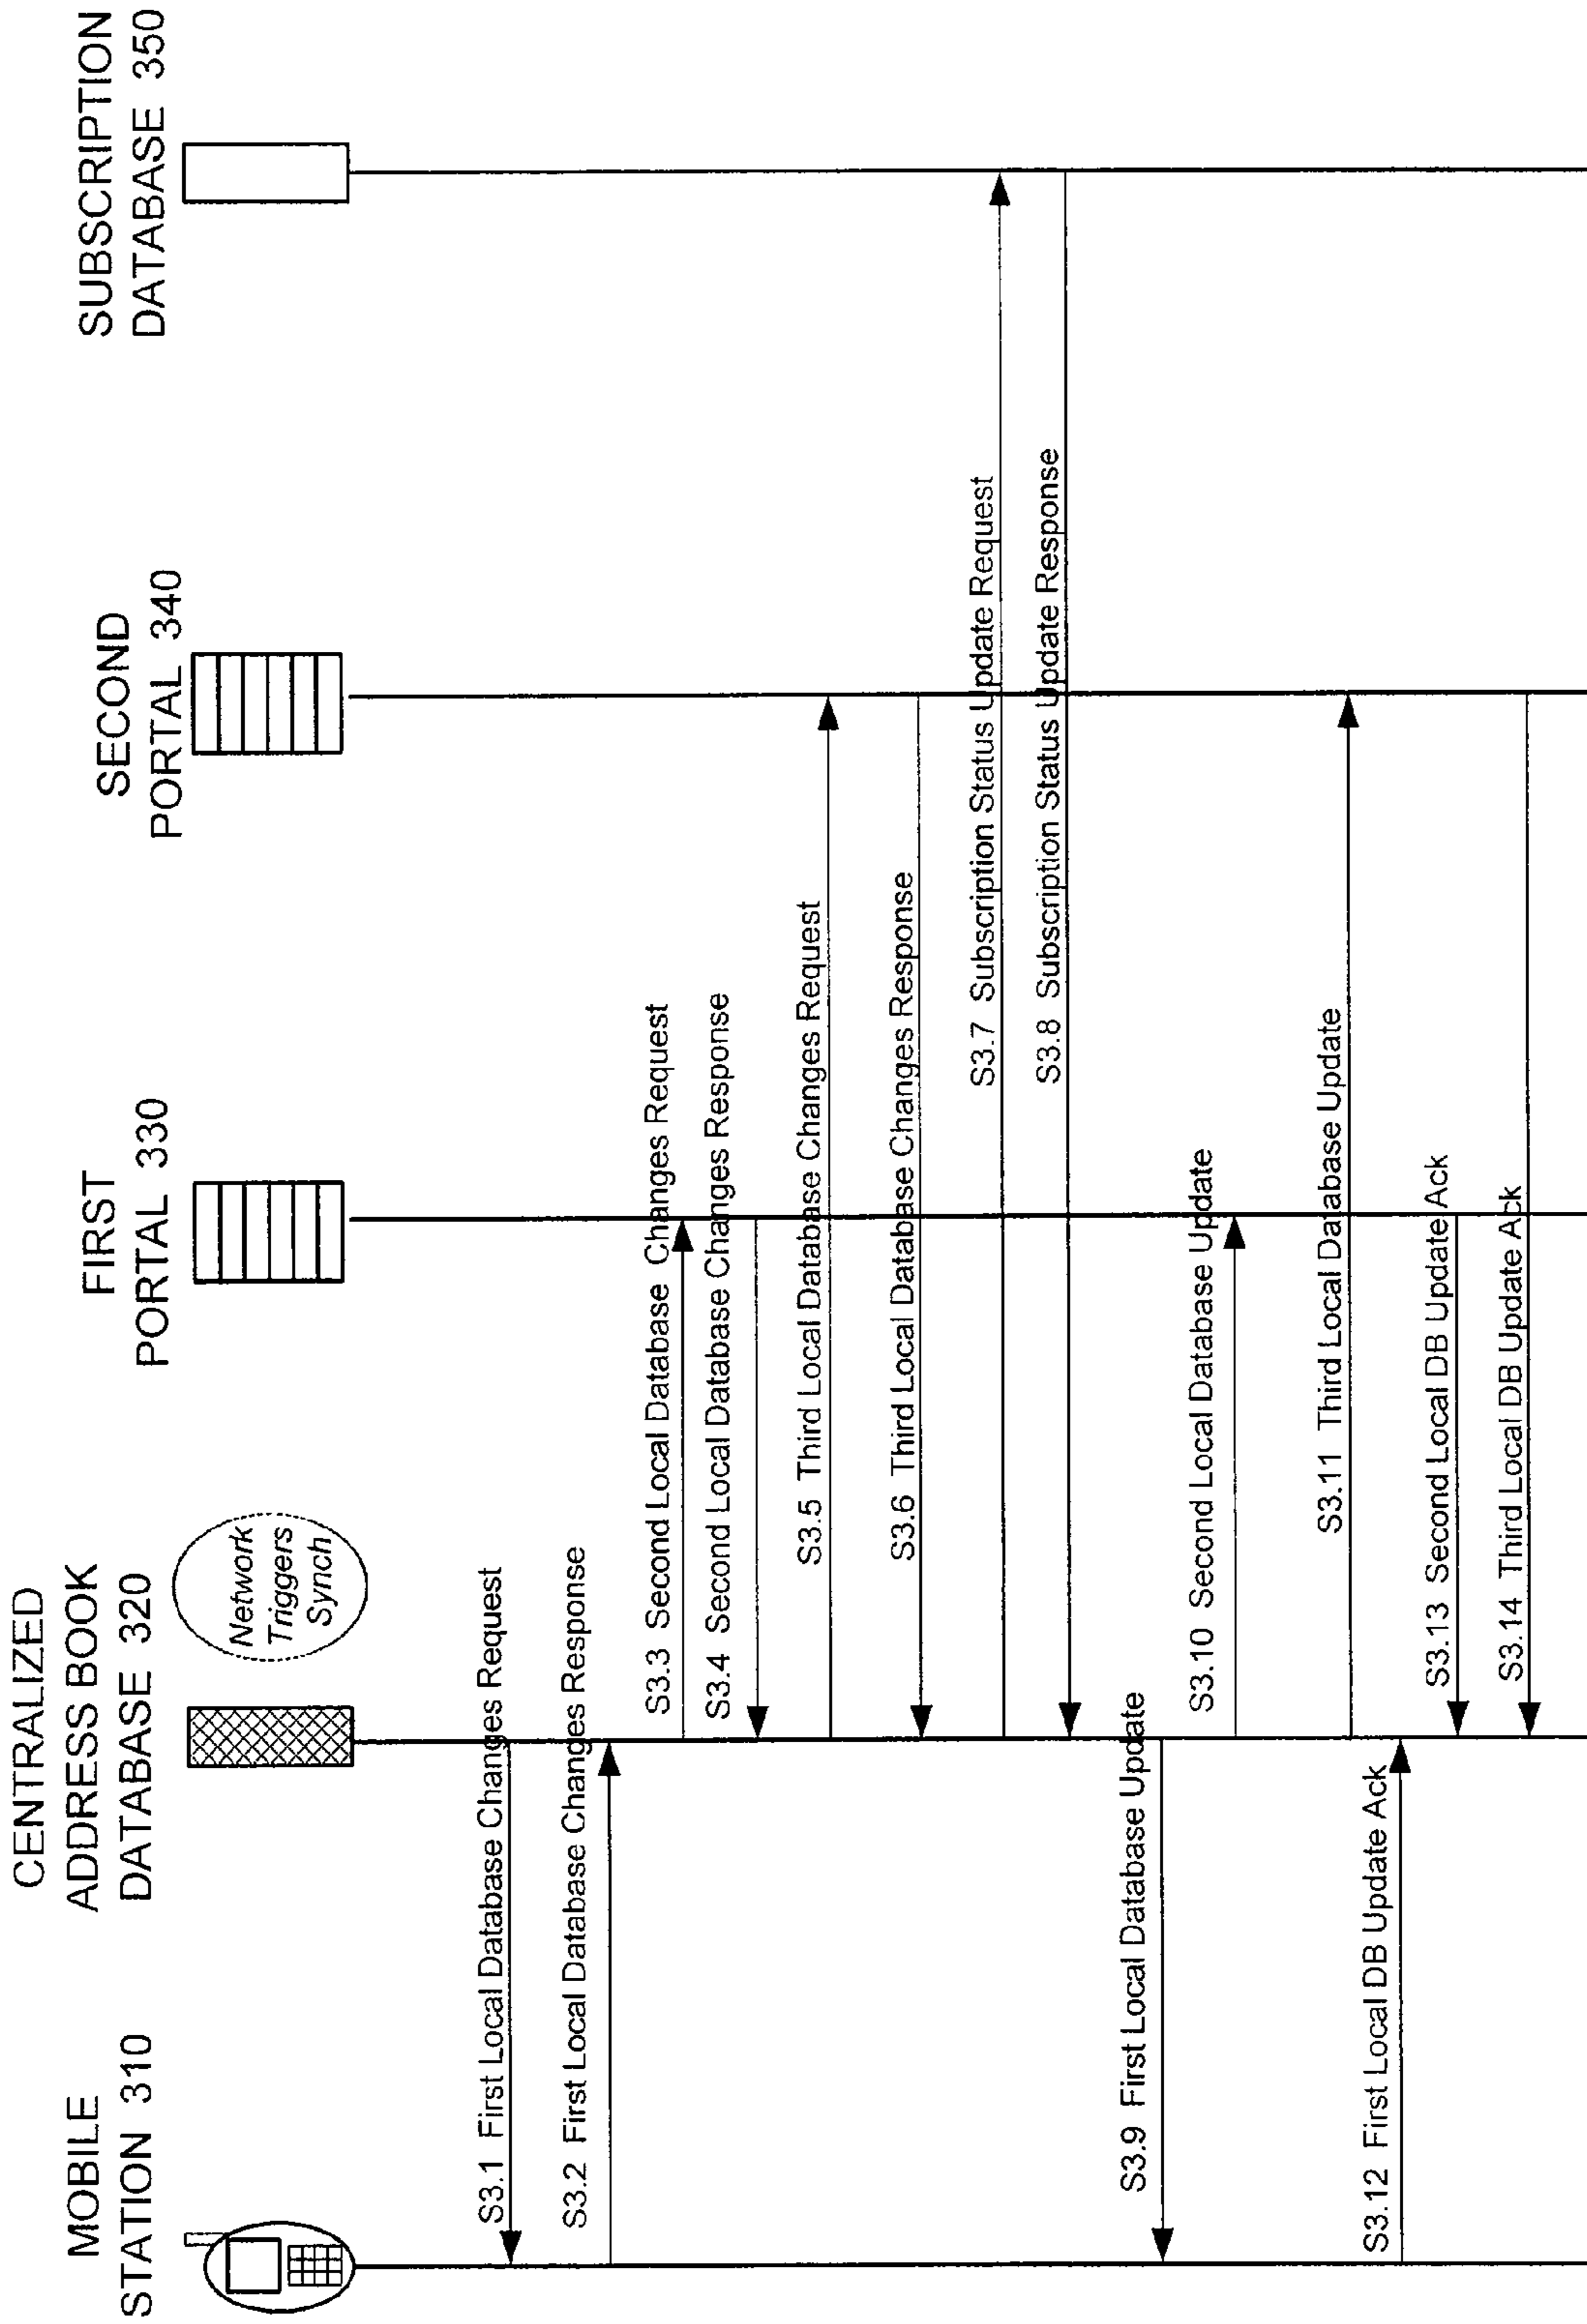 MOBILE
STATION 310
CENTRALIZED
ADDRESS BOOK
DATABASE 320
Network
Triggers
Synch
FIRST
PORTAL 330
SECOND
PORTAL 340
SUBSCRIPTION
DATABASE 350
S3.1 First Local Database Changes Request
S3.2 First Local Database Changes Response
S3.3 Second Local Database Changes Request
S3.4 Second Local Database Changes Response
S3.5 Third Local Database Changes Request
S3.6 Third Local Database Changes Response
S3.7 Subscription Status Update Request
S3.8 Subscription Status Update Response
S3.9 First Local Database Update
S3.10 Second Local Database Update
S3.11 Third Local Database Update
S3.12 First Local DB Update Ack
S3.13 Second Local DB Update Ack
S3.14 Third Local DB Update Ack